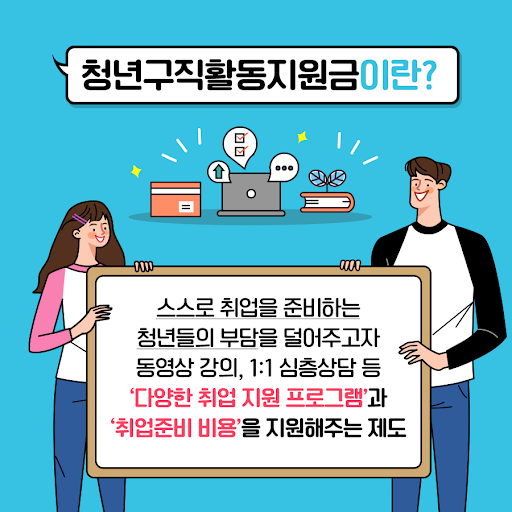 청년구직활동지원금이란?
스스로 취업을 준비하는
청년들의 부담을 덜어주고자
동영상 강의, 1:1 심층상담 등
‘다양한 취업 지원 프로그램’과
‘취업준비 비용’을 지원해주는 제도